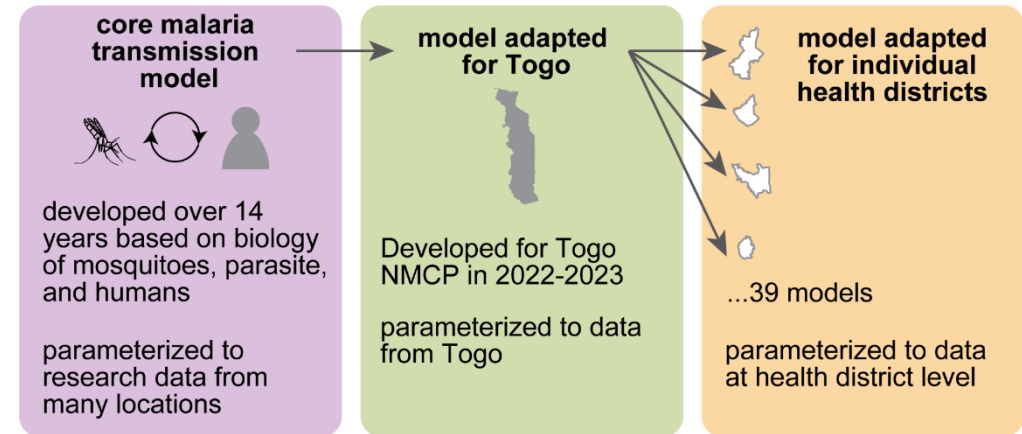 core malaria
transmission
model
developed over 14
years based on biology
of mosquitoes, parasite,
and humans
parameterized to
research data from
many locations
model adapted
for Togo
Developed for Togo
NMCP in 2022-2023
parameterized to data
from Togo
model adapted
for individual
health districts
...39 models
parameterized to data
at health district level